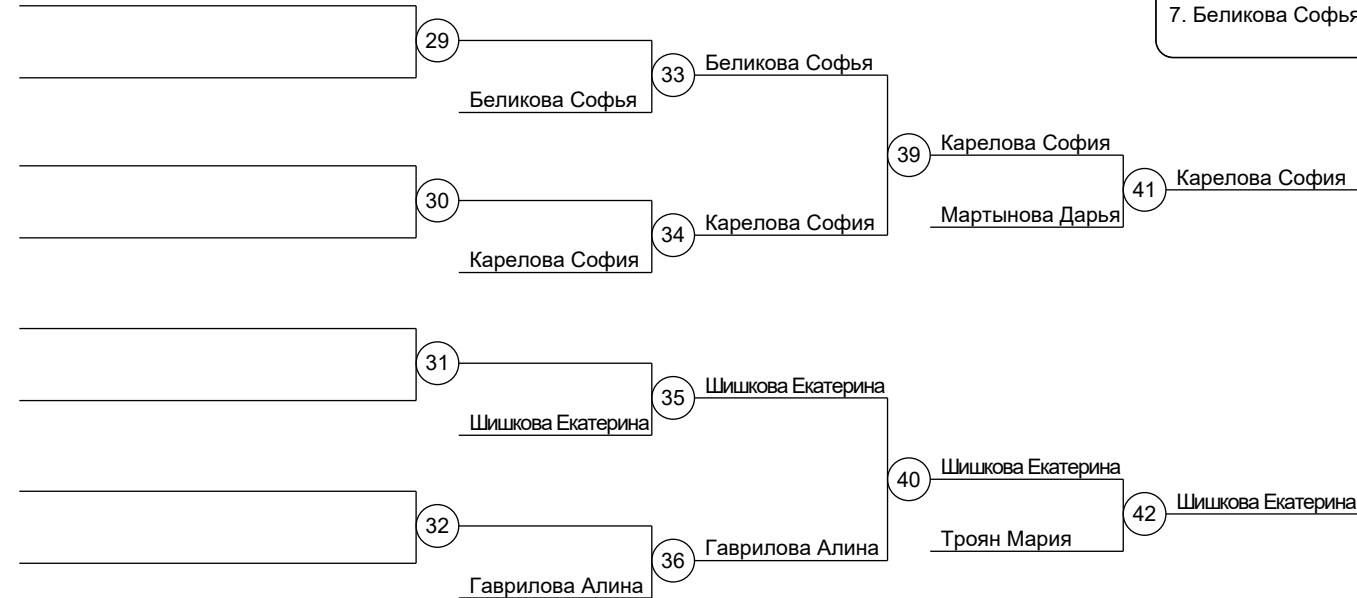 7. Беликова Софья
29
33
Беликова Софья
Беликова Софья
39
Карелова София
30
41
Карелова София
34
Карелова София
Мартынова Дарья
Карелова София
31
35
Шишкова Екатерина
Шишкова Екатерина
40
Шишкова Екатерина
32
42
Шишкова Екатерина
36
Гаврилова Алина
Троян Мария
Гаврилова Алина